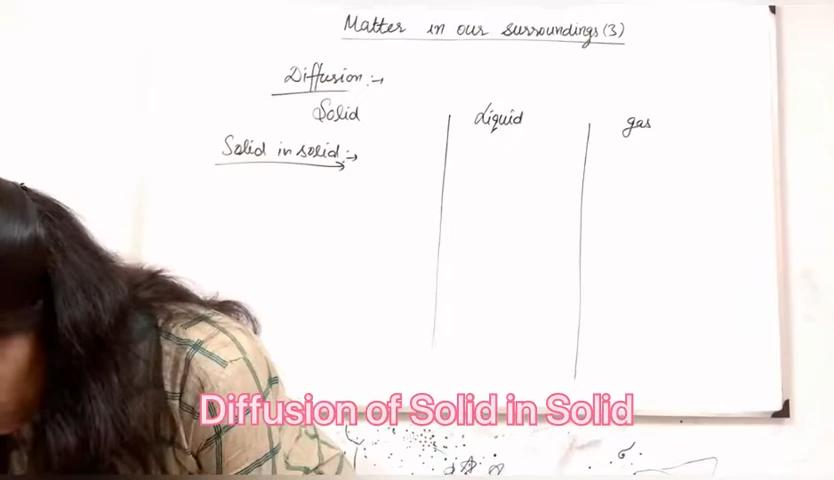 Matter in our surroundings (3)
Diffusion :→
Solid
Liquid
gas
Solid in solid :→
Diffusion of Solid in Solid